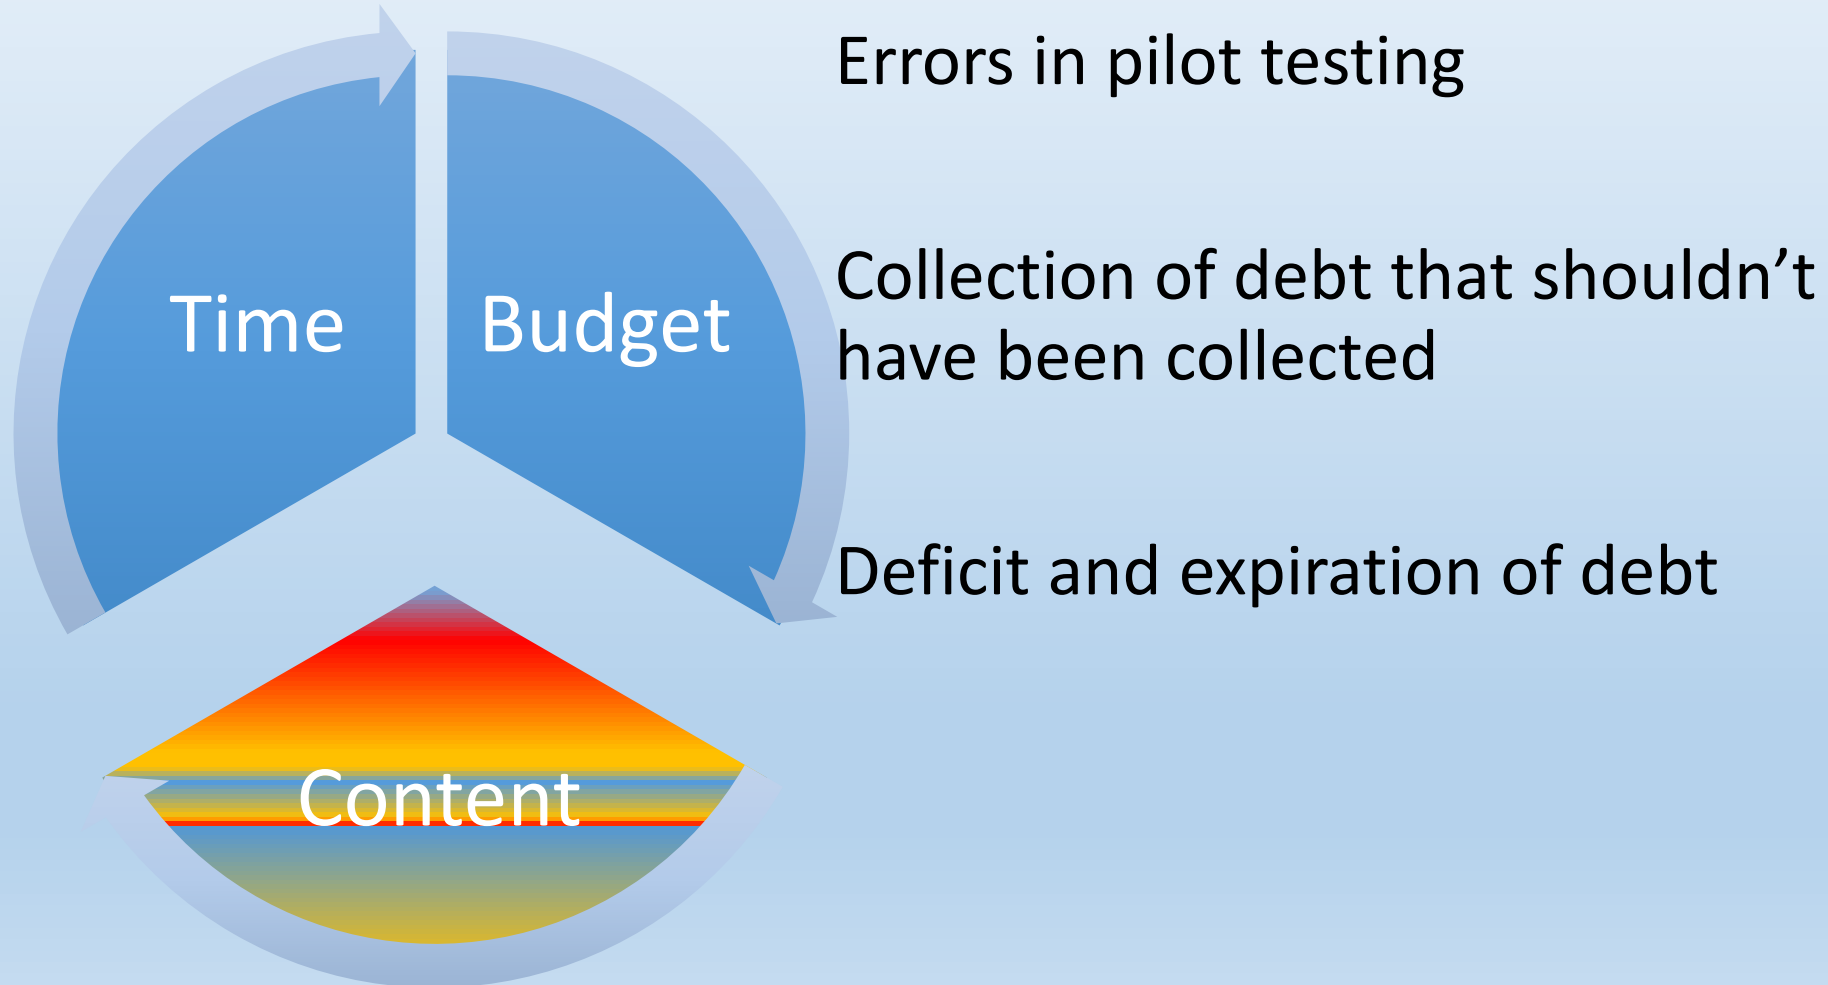 Errors in pilot testing
Time
Budget
Collection of debt that shouldn’t
have been collected
Deficit and expiration of debt
Content